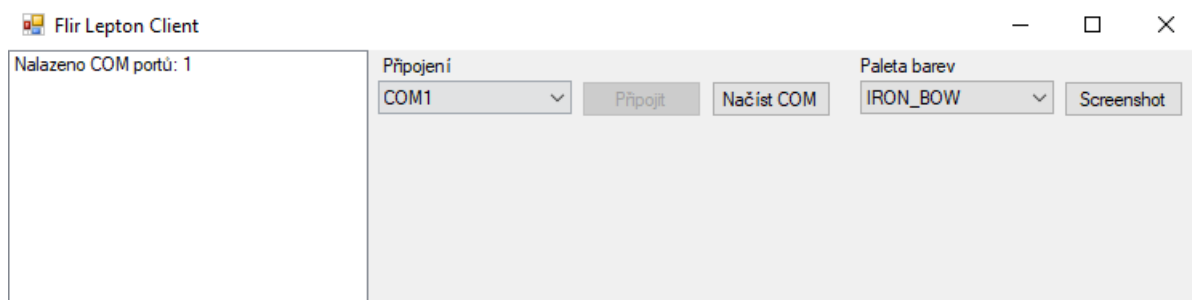 Flir Lepton Client
Nalazeno COM portů: 1
Připojení
COM1
Připojit
Načíst COM
Paleta barev
IRON_BOW
Screenshot